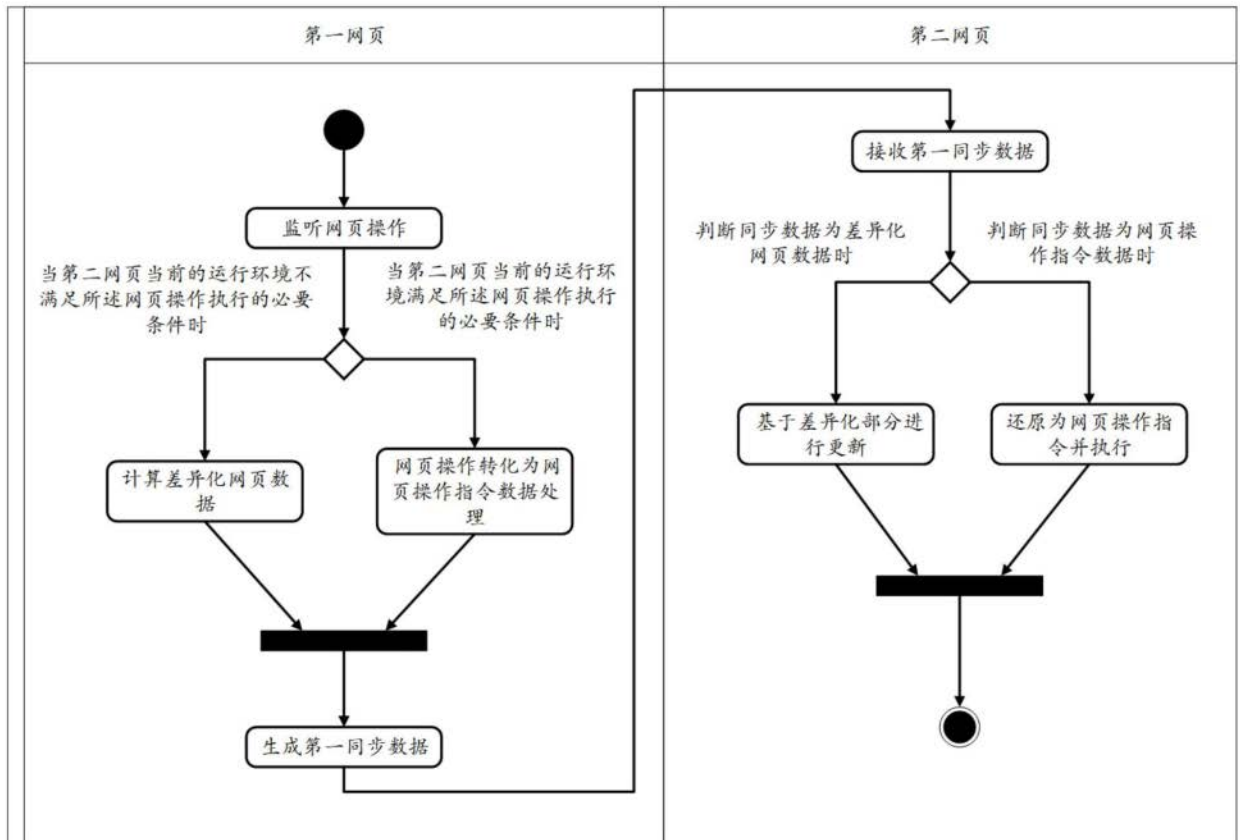 第一网页
第二网页
监听网页操作
当第二网页当前的运行环境不
满足所述网页操作执行的必要
条件时
当第二网页当前的运行环
境满足所述网页操作执行
的必要条件时
计算差异化网页数
据
网页操作转化为网
页操作指令数据处
理
生成第一同步数据
接收第一同步数据
判断同步数据为差异化
网页数据时
判断同步数据为网页操
作指令数据时
基于差异化部分进
行更新
还原为网页操作指
令并执行